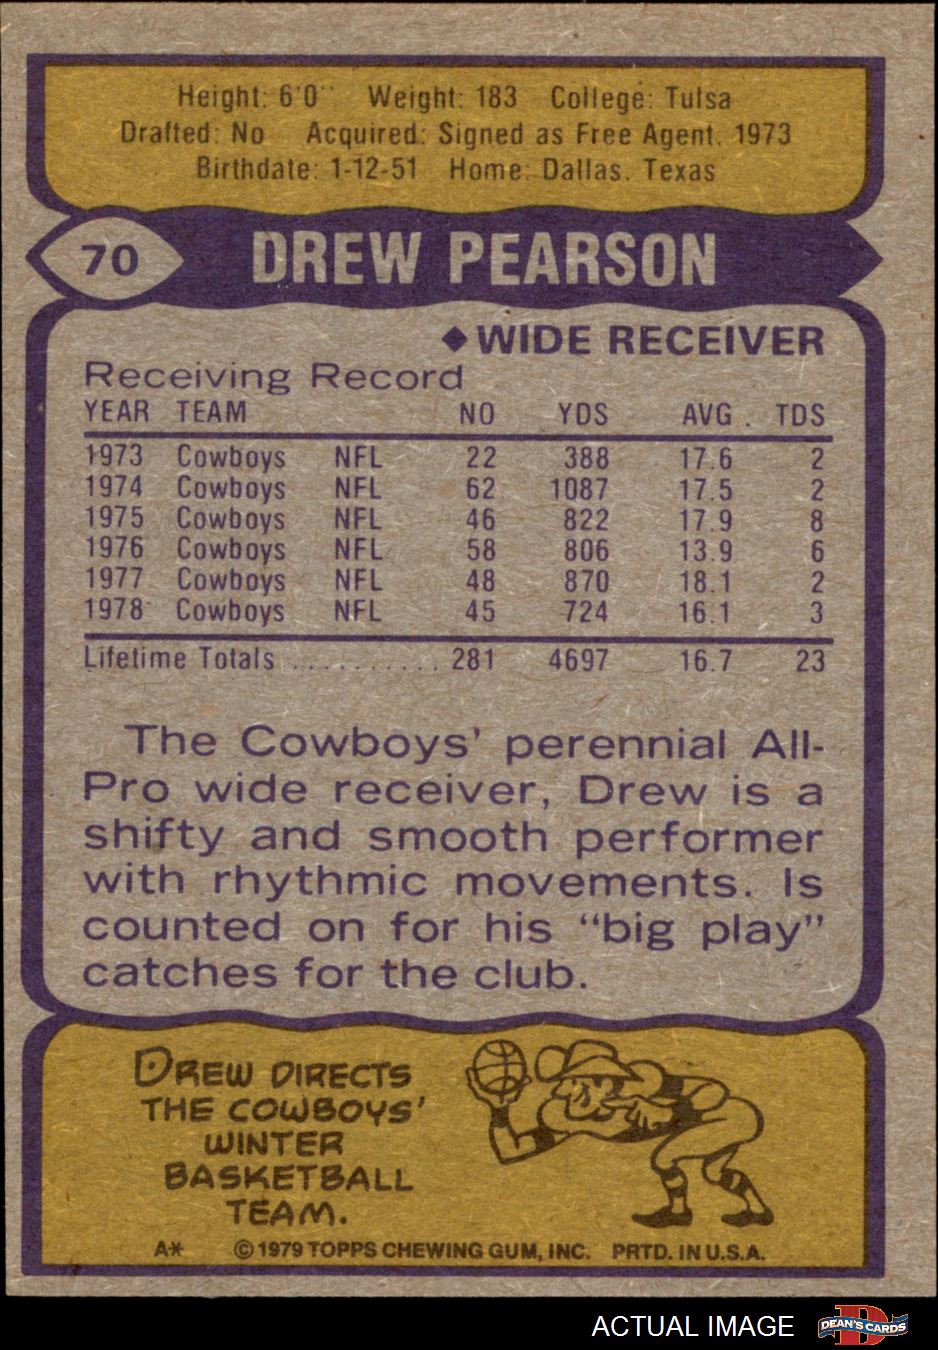 Height: 6'0" Weight: 183 College: Tulsa
Drafted: No Acquired: Signed as Free Agent, 1973
Birthdate: 1-12-51 Home: Dallas, Texas
70 DREW PEARSON
◆ WIDE RECEIVER
Receiving Record
YEAR TEAM NO YDS AVG. TDS
1973 Cowboys NFL 22 388 17.6 2
1974 Cowboys NFL 62 1087 17.5 2
1975 Cowboys NFL 46 822 17.9 8
1976 Cowboys NFL 58 806 13.9 6
1977 Cowboys NFL 48 870 18.1 2
1978 Cowboys NFL 45 724 16.1 3
Lifetime Totals .......... 281 4697 16.7 23
The Cowboys' perennial All-
Pro wide receiver, Drew is a
shifty and smooth performer
with rhythmic movements. Is
counted on for his "big play"
catches for the club.
DREW DIRECTS
THE COWBOYS'
WINTER
BASKETBALL
TEAM.
A* © 1979 TOPPS CHEWING GUM, INC. PRTD. IN U.S.A.
ACTUAL IMAGE DEAN'S CARDS